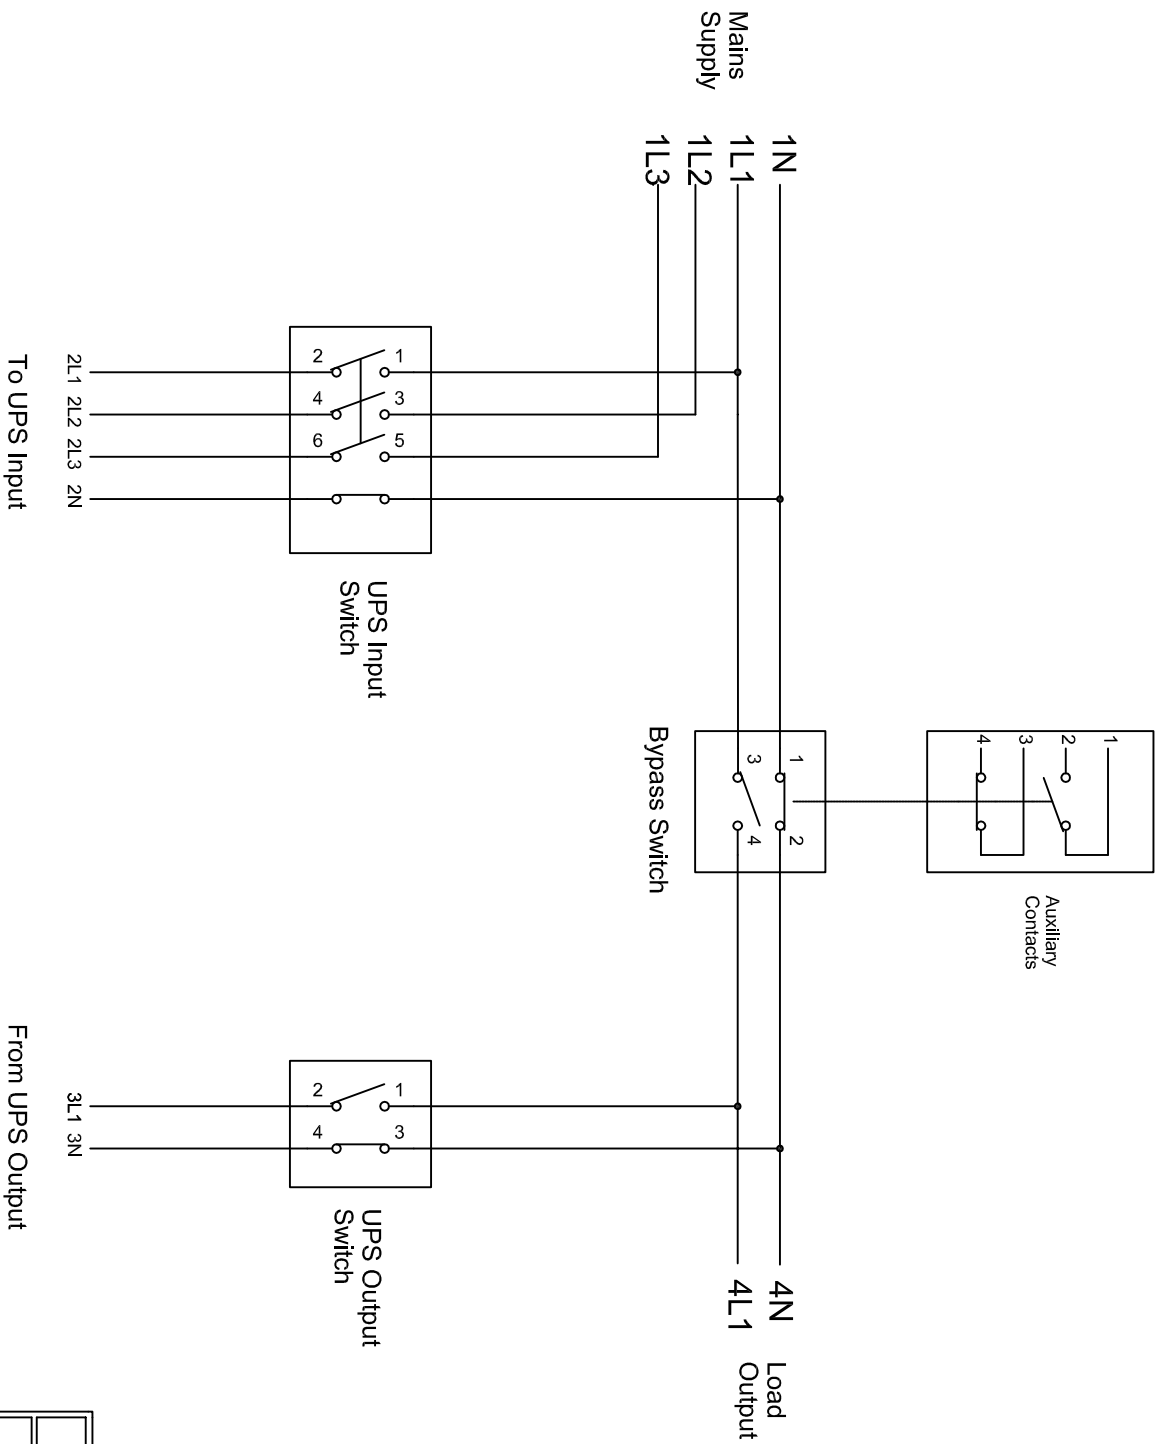 Mains
Supply
1N
1L1
1L2
1L3
1
2
3
4
Auxiliary
Contacts
1
2
3
4
Bypass Switch
1
2
3
4
5
6
UPS Input
Switch
2L1 2L2 2L3 2N
To UPS Input
1
2
3
4
UPS Output
Switch
3L1 3N
From UPS Output
4N
4L1
Load
Output